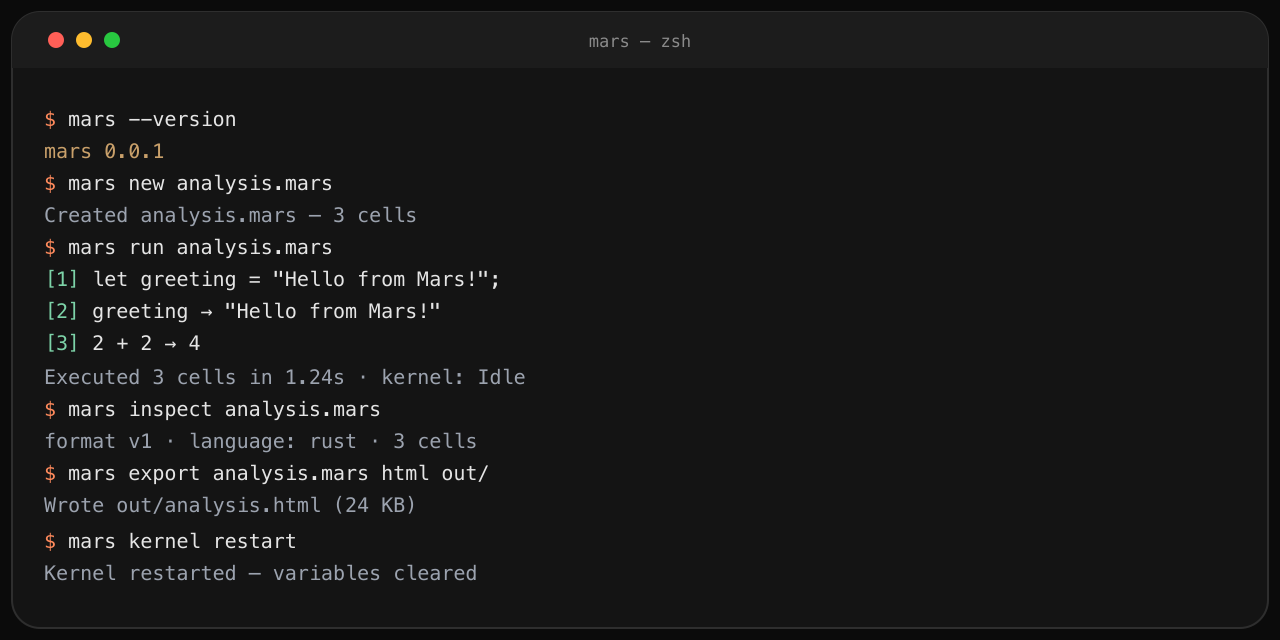 mars — zsh
$ mars --version
mars 0.0.1
$ mars new analysis.mars
Created analysis.mars — 3 cells
$ mars run analysis.mars
[1] let greeting = "Hello from Mars!";
[2] greeting → "Hello from Mars!"
[3] 2 + 2 → 4
Executed 3 cells in 1.24s · kernel: Idle
$ mars inspect analysis.mars
format v1 · language: rust · 3 cells
$ mars export analysis.mars html out/
Wrote out/analysis.html (24 KB)
$ mars kernel restart
Kernel restarted — variables cleared